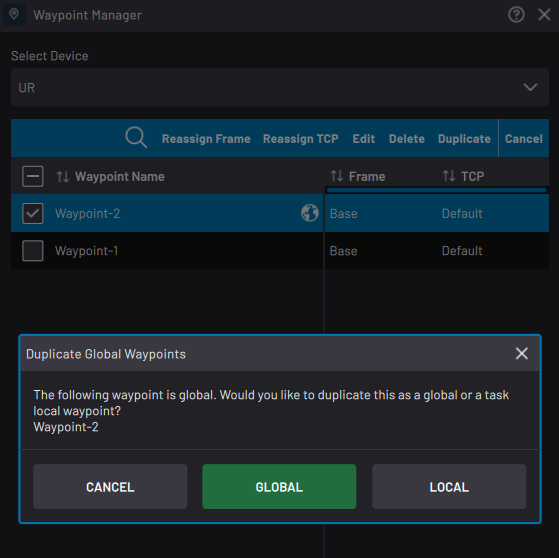 Waypoint Manager
Select Device
UR
Reassign Frame Reassign TCP Edit Delete Duplicate Cancel
Waypoint Name Frame TCP
Waypoint-2 Base Default
Waypoint-1 Base Default
Duplicate Global Waypoints
The following waypoint is global. Would you like to duplicate this as a global or a task
local waypoint?
Waypoint-2
CANCEL GLOBAL LOCAL